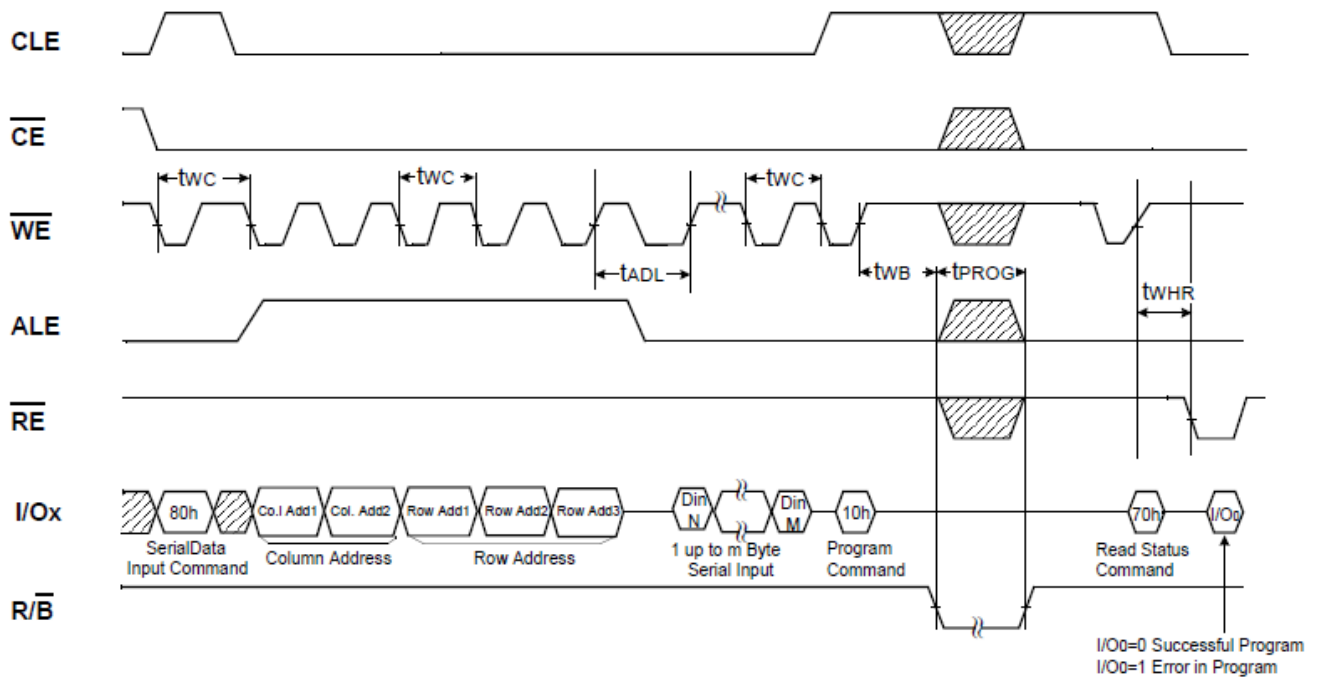 CLE
CE
tWC
tWC
tWC
WE
tADL
tWB
tPROG
tWHR
ALE
RE
I/Ox
80h
Co.l Add1
Col. Add2
Row Add1
Row Add2
Row Add3
Din
N
Din
M
10h
70h
I/O0
SerialData
Input Command
Column Address
Row Address
1 up to m Byte
Serial Input
Program
Command
Read Status
Command
R/B
I/O0=0 Successful Program
I/O0=1 Error in Program